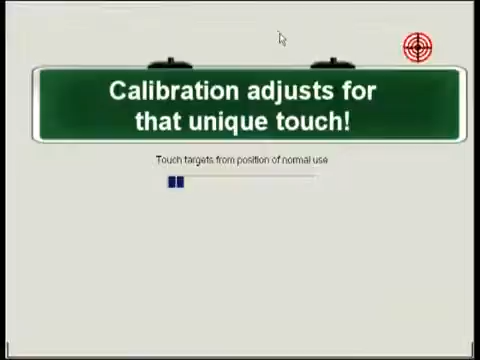 Calibration adjusts for
that unique touch!
Touch targets from position of normal use